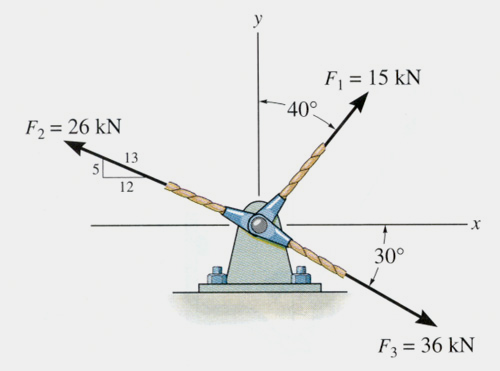 y
F₁ = 15 kN
40°
F₂ = 26 kN
13
5
12
x
30°
F₃ = 36 kN